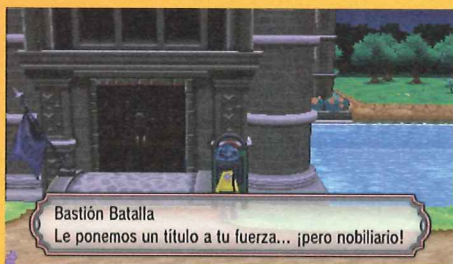 Bastión Batalla
Le ponemos un título a tu fuerza... ¡pero nobiliario!